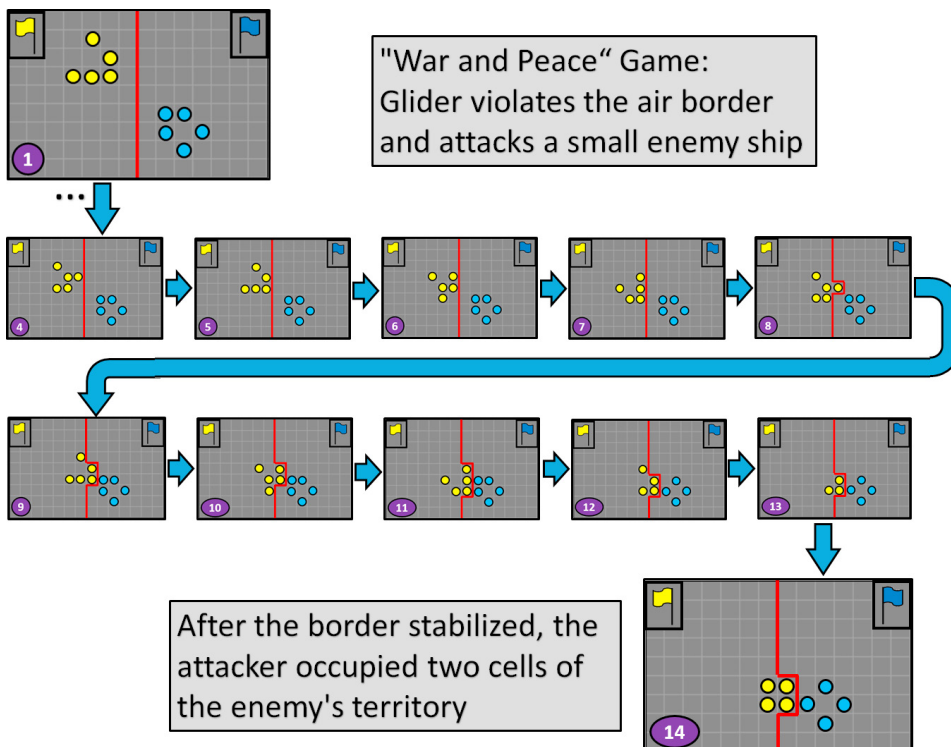 "War and Peace“ Game:
Glider violates the air border
and attacks a small enemy ship
1
...
4
5
6
7
8
9
10
11
12
13
After the border stabilized, the
attacker occupied two cells of
the enemy's territory
14